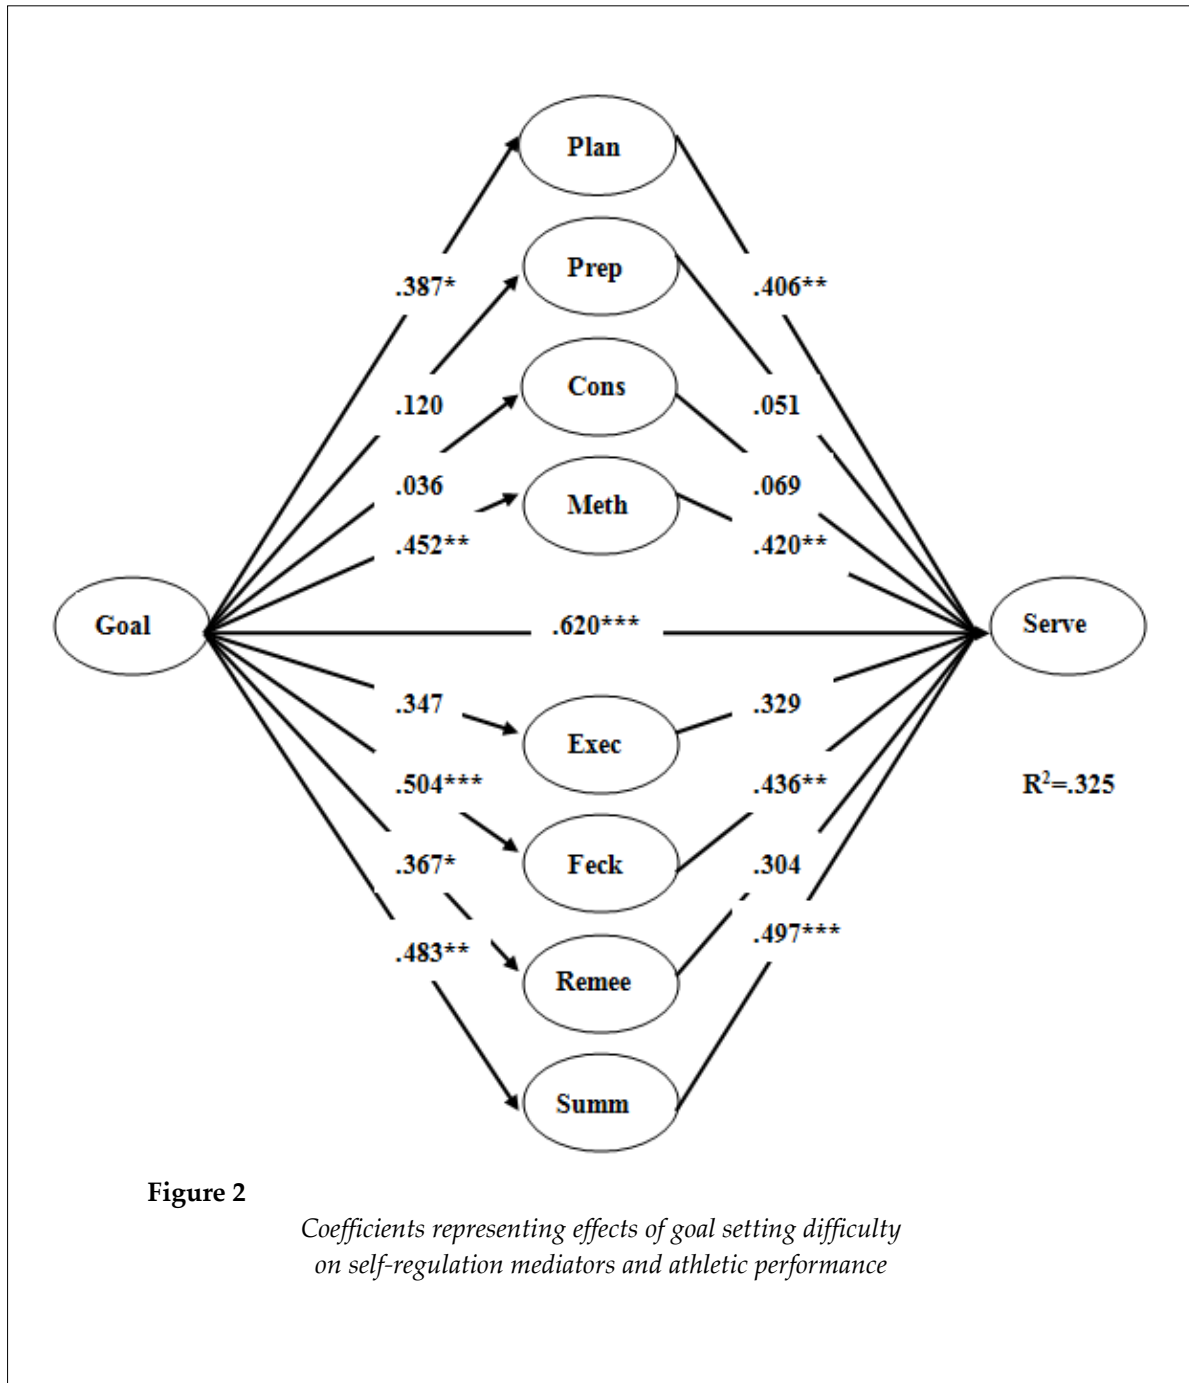 Plan
Prep
.387*
.406**
Cons
.120
.051
.036
.069
Meth
.452**
.420**
Goal
.620***
Serve
.347
.329
Exec
.504***
.436**
R²=.325
.367*
Feck
.304
.483**
.497***
Remee
Summ
Figure 2
Coefficients representing effects of goal setting difficulty
on self-regulation mediators and athletic performance